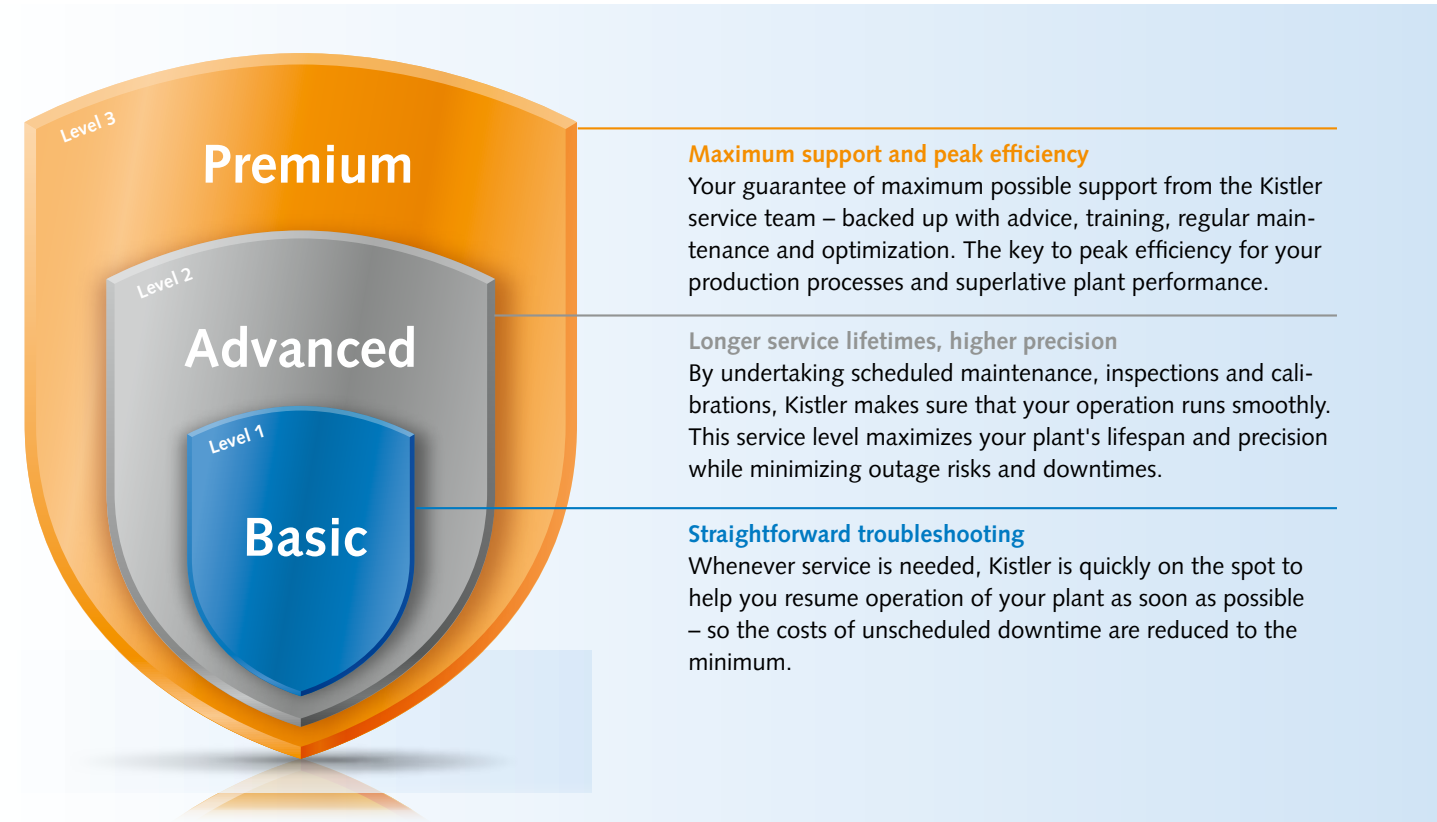 Level 3
Premium
Maximum support and peak efficiency
Your guarantee of maximum possible support from the Kistler
service team – backed up with advice, training, regular main-
tenance and optimization. The key to peak efficiency for your
production processes and superlative plant performance.
Level 2
Advanced
Longer service lifetimes, higher precision
By undertaking scheduled maintenance, inspections and cali-
brations, Kistler makes sure that your operation runs smoothly.
This service level maximizes your plant's lifespan and precision
while minimizing outage risks and downtimes.
Level 1
Basic
Straightforward troubleshooting
Whenever service is needed, Kistler is quickly on the spot to
help you resume operation of your plant as soon as possible
– so the costs of unscheduled downtime are reduced to the
minimum.